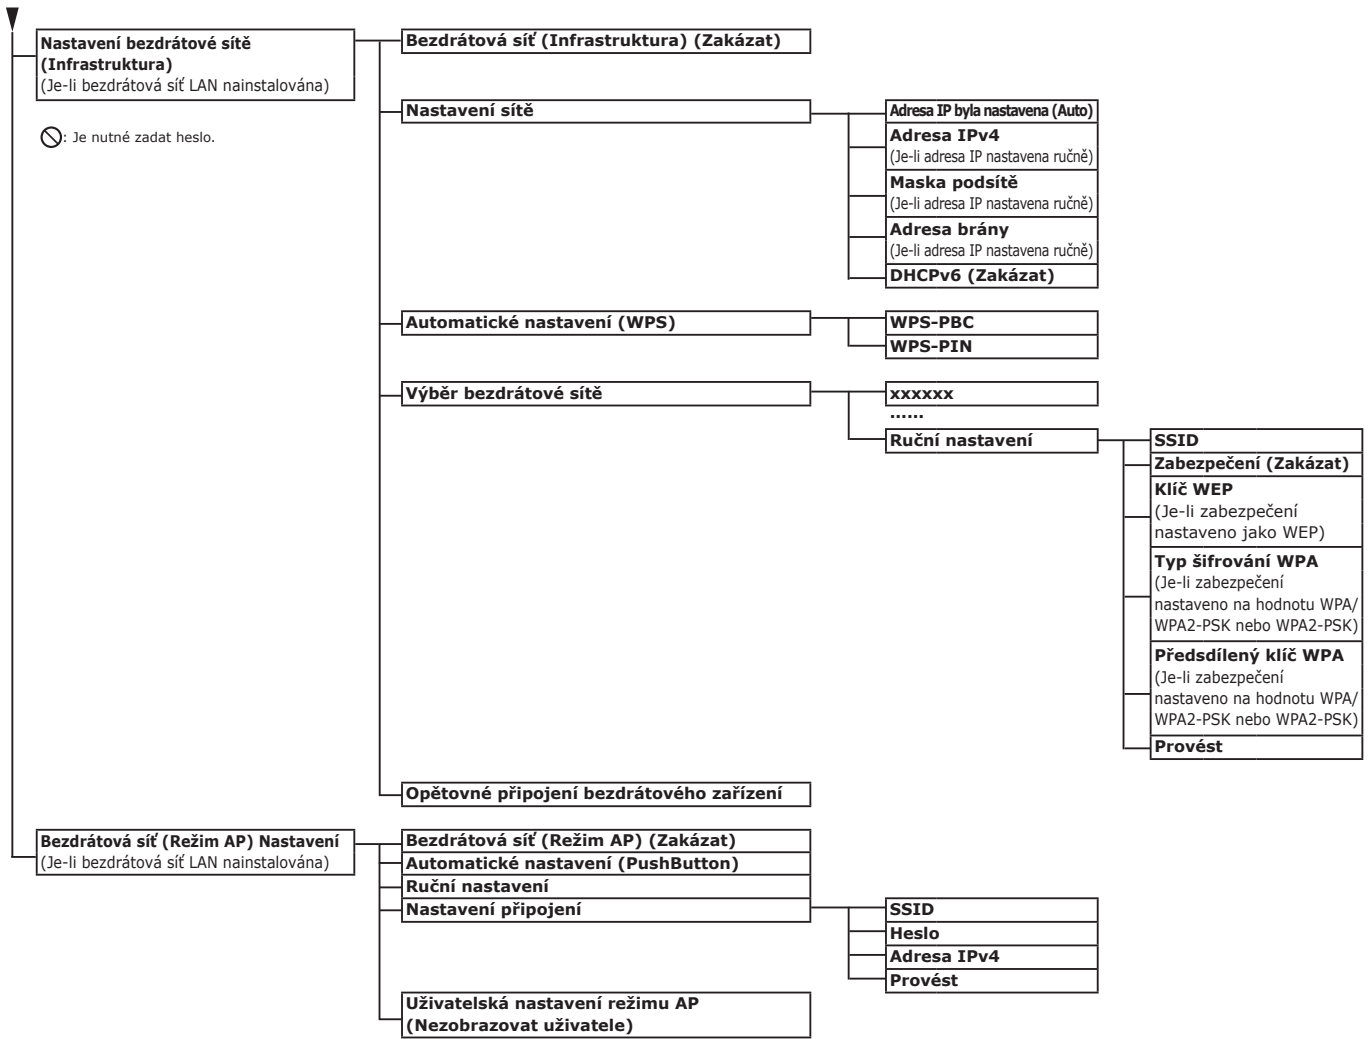 Nastavení bezdrátové sítě
(Infrastruktura)
(Je-li bezdrátová síť LAN nainstalována)
: Je nutné zadat heslo.
Bezdrátová síť (Infrastruktura) (Zakázat)
Nastavení sítě
Adresa IP byla nastavena (Auto)
Adresa IPv4
(Je-li adresa IP nastavena ručně)
Maska podsítě
(Je-li adresa IP nastavena ručně)
Adresa brány
(Je-li adresa IP nastavena ručně)
DHCPv6 (Zakázat)
Automatické nastavení (WPS)
WPS-PBC
WPS-PIN
Výběr bezdrátové sítě
xxxxxx
......
Ruční nastavení
SSID
Zabezpečení (Zakázat)
Klíč WEP
(Je-li zabezpečení
nastaveno jako WEP)
Typ šifrování WPA
(Je-li zabezpečení
nastaveno na hodnotu WPA/
WPA2-PSK nebo WPA2-PSK)
Předsdílený klíč WPA
(Je-li zabezpečení
nastaveno na hodnotu WPA/
WPA2-PSK nebo WPA2-PSK)
Provést
Opětovné připojení bezdrátového zařízení
Bezdrátová síť (Režim AP) Nastavení
(Je-li bezdrátová síť LAN nainstalována)
Bezdrátová síť (Režim AP) (Zakázat)
Automatické nastavení (PushButton)
Ruční nastavení
Nastavení připojení
SSID
Heslo
Adresa IPv4
Provést
Uživatelská nastavení režimu AP
(Nezobrazovat uživatele)